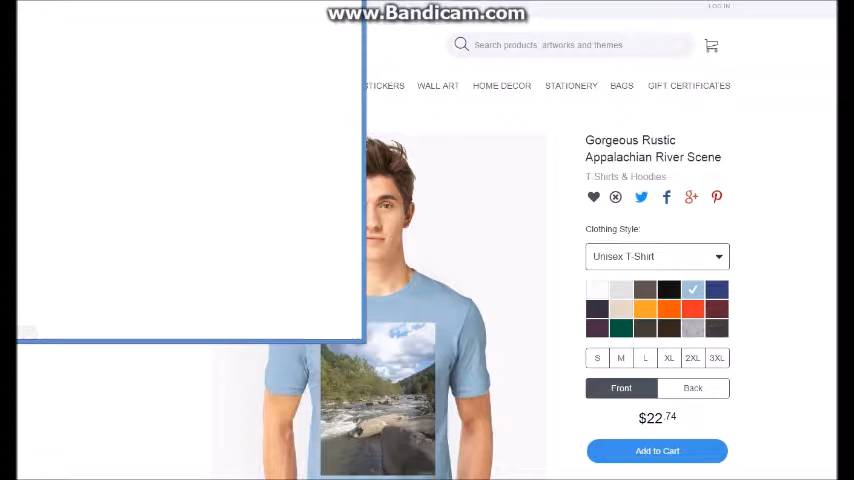 www.Bandicam.com
LOG IN
Search products, artworks and themes
STICKERS WALL ART HOME DECOR STATIONERY BAGS GIFT CERTIFICATES
Gorgeous Rustic
Appalachian River Scene
T-Shirts & Hoodies
Clothing Style:
Unisex T-Shirt
S M L XL 2XL 3XL
Front Back
$22.74
Add to Cart